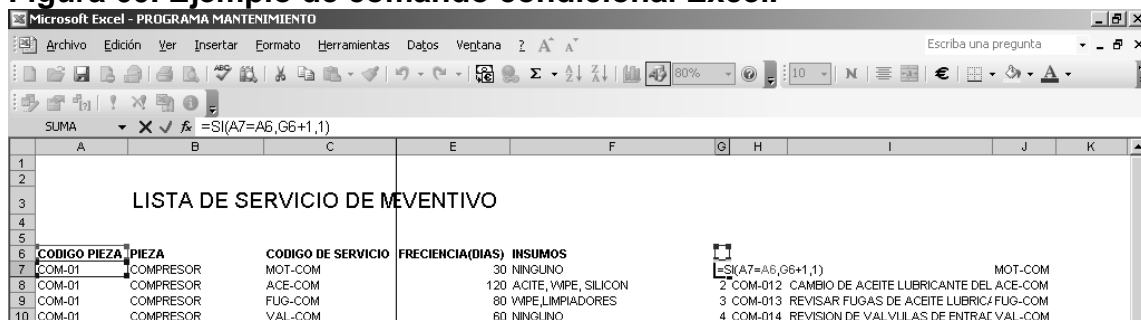 Figura 69. Ejemplo de comando condicional Excel.
Microsoft Excel - PROGRAMA MANTENIMIENTO
Archivo Edición Ver Insertar Formato Herramientas Datos Ventana ? A A Escriba una pregunta
80% 10 N € A
SUMA fx =SI(A7=A6,G6+1,1)
A B C E F G H I J K
1
2
3 LISTA DE SERVICIO DE MEVENTIVO
4
5
6 CODIGO PIEZA PIEZA CODIGO DE SERVICIO FRECIENCIA(DIAS) INSUMOS
7 COM-01 COMPRESOR MOT-COM 30 NINGUNO =SI(A7=A6,G6+1,1) MOT-COM
8 COM-01 COMPRESOR ACE-COM 120 ACITE, WIPE, SILICON 2 COM-012 CAMBIO DE ACEITE LUBRICANTE DEL ACE-COM
9 COM-01 COMPRESOR FUG-COM 80 WIPE,LIMPIADORES 3 COM-013 REVISAR FUGAS DE ACEITE LUBRICA FUG-COM
10 COM-01 COMPRESOR VAL-COM 60 NINGUNO 4 COM-014 REVISION DE VALVULAS DE ENTRAD VAL-COM